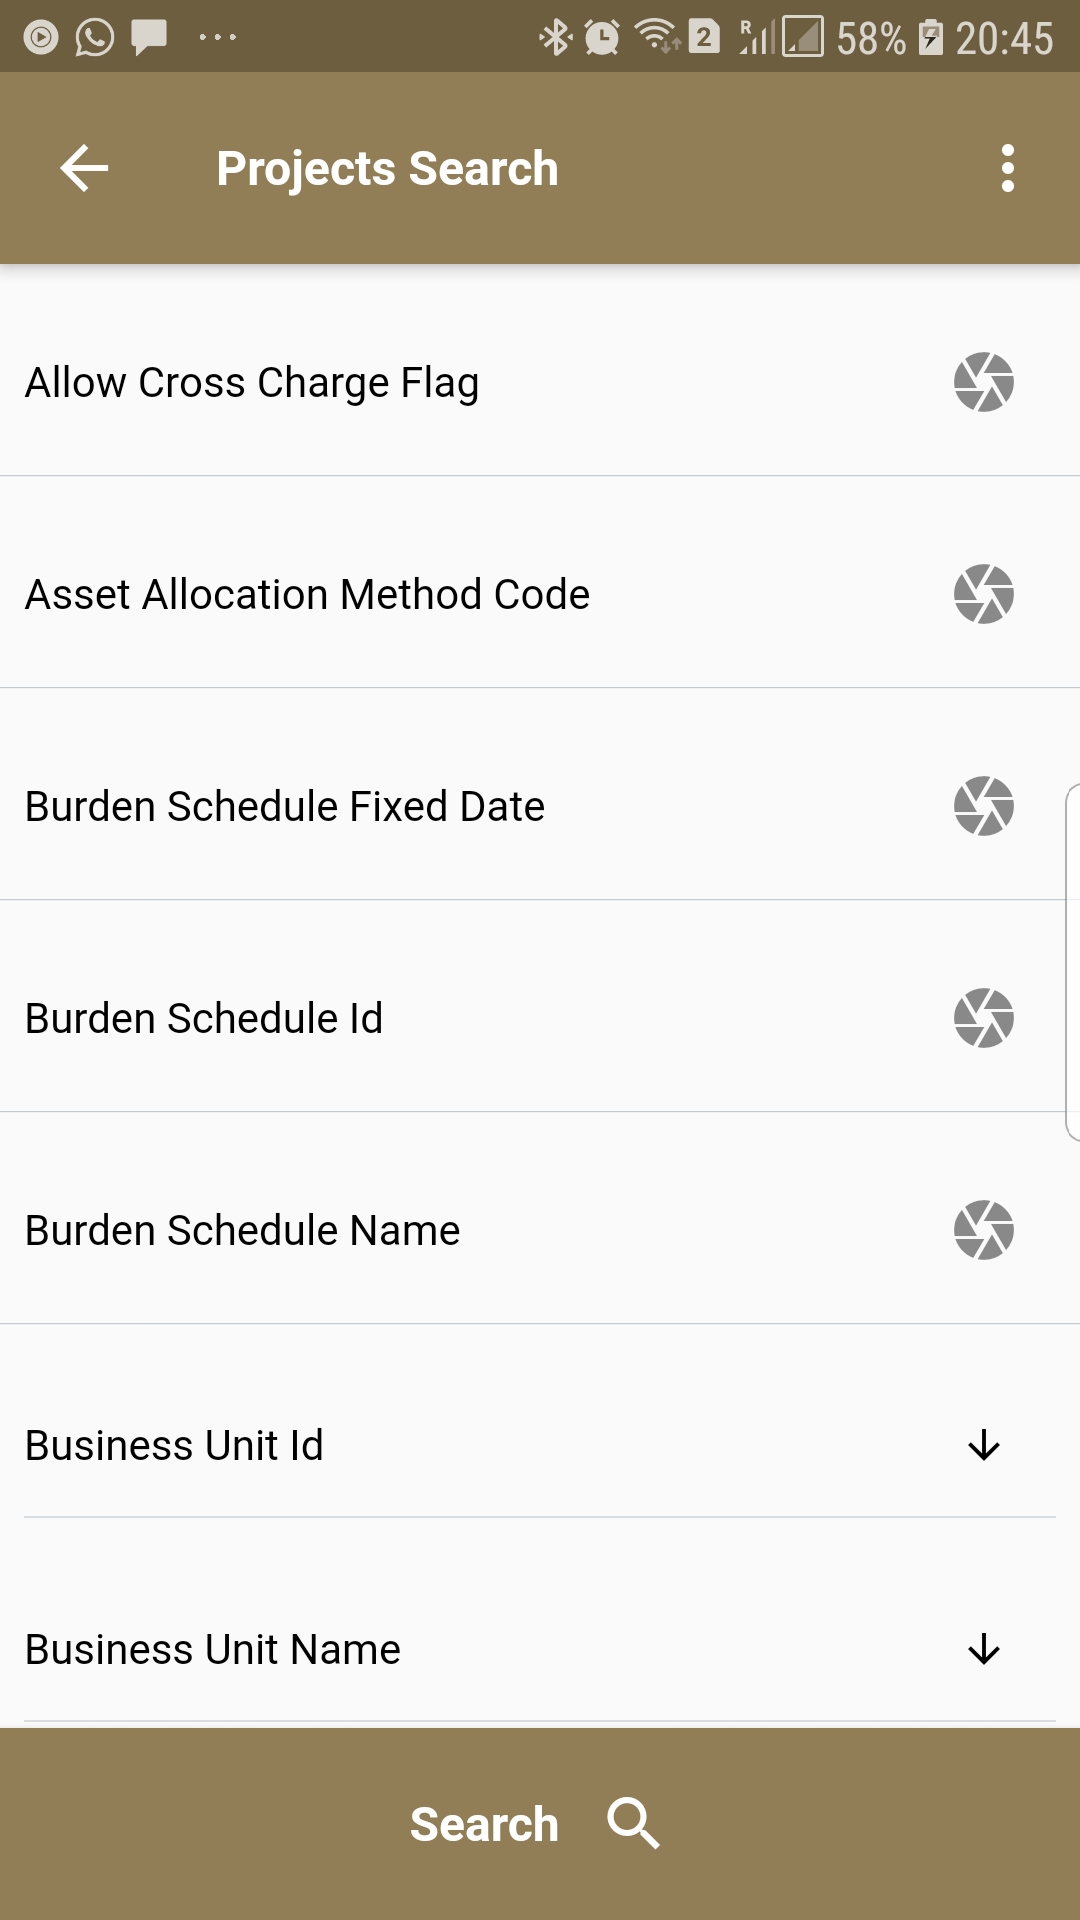 2 R 58% 20:45
Projects Search
Allow Cross Charge Flag
Asset Allocation Method Code
Burden Schedule Fixed Date
Burden Schedule Id
Burden Schedule Name
Business Unit Id
Business Unit Name
Search